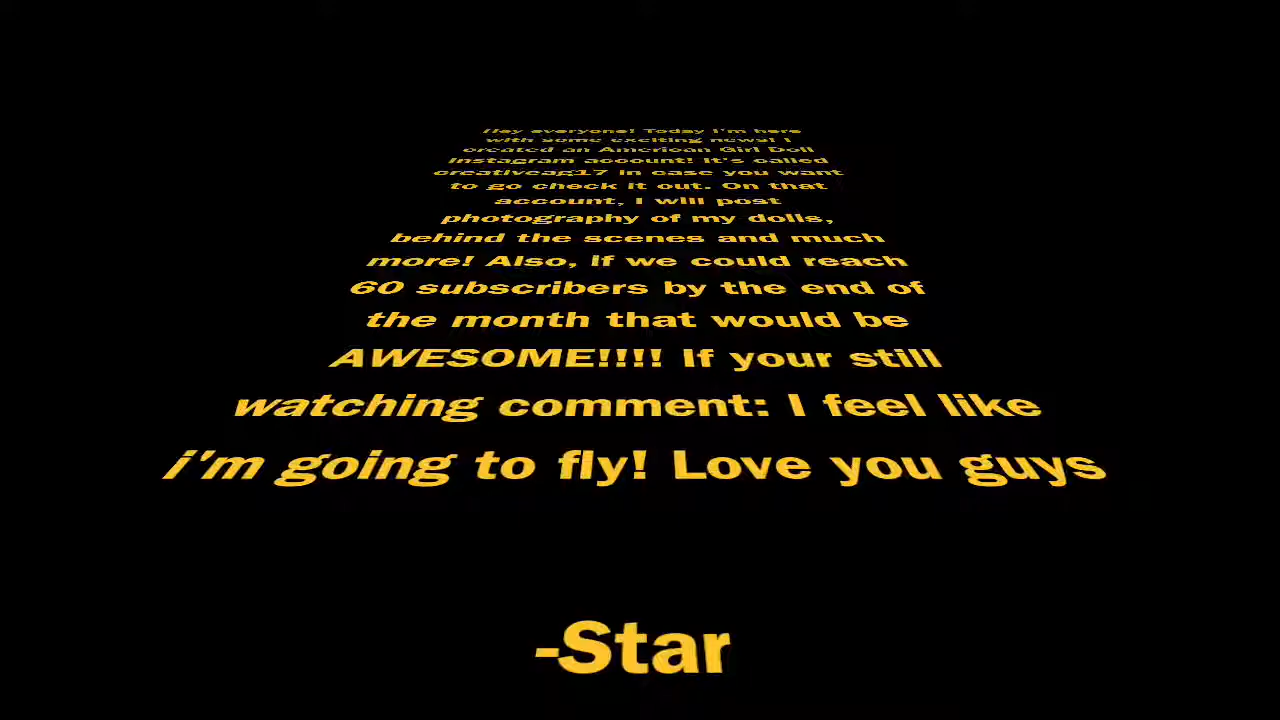 Hey everyone! Today I'm here
with some exciting news! I
created an American Girl Doll
Instagram account! It's called
creativeag17 in case you want
to go check it out. On that
account, I will post
photography of my dolls,
behind the scenes and much
more! Also, if we could reach
60 subscribers by the end of
the month that would be
AWESOME!!!! If your still
watching comment: I feel like
i'm going to fly! Love you guys
-Star